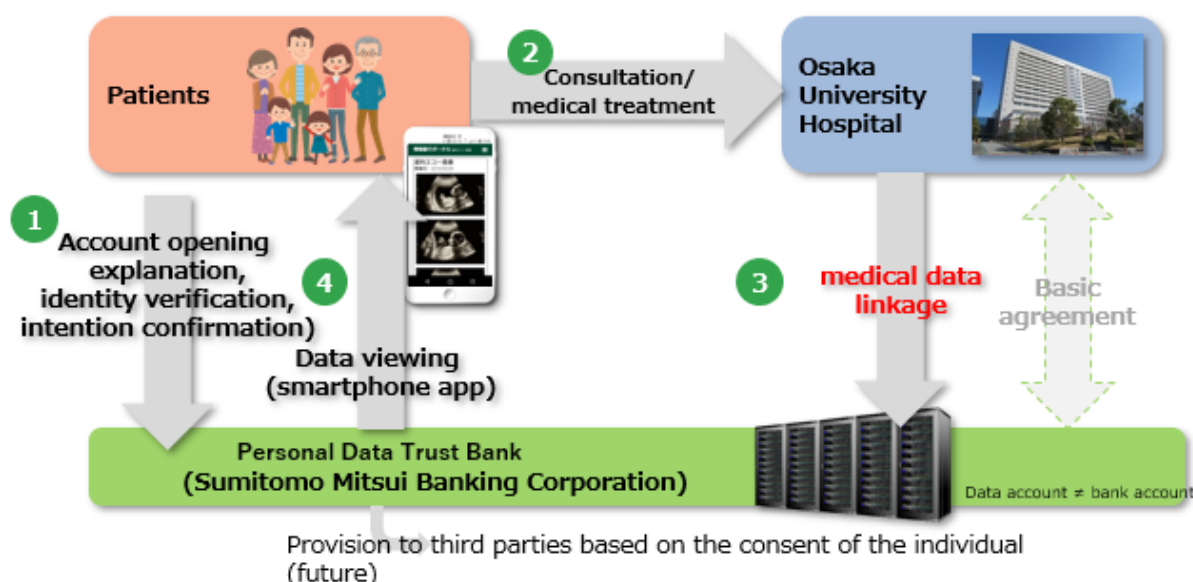 Patients
2
Consultation/
medical treatment
Osaka
University
Hospital
1
Account opening
explanation,
identity verification,
intention confirmation)
4
Data viewing
(smartphone app)
3
medical data
linkage
Basic
agreement
Personal Data Trust Bank
(Sumitomo Mitsui Banking Corporation)
Data account ≠ bank account
Provision to third parties based on the consent of the individual
(future)